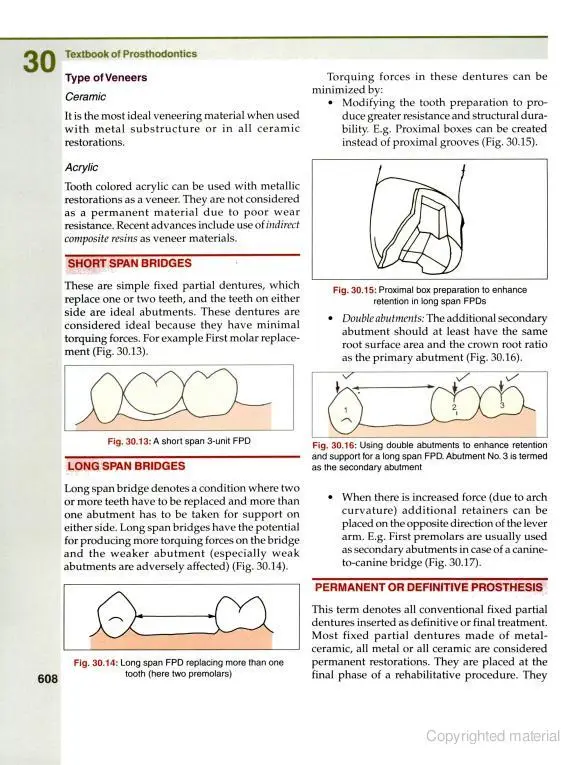 30
Textbook of Prosthodontics
Type of Veneers
Ceramic
It is the most ideal veneering material when used
with metal substructure or in all ceramic
restorations.
Acrylic
Tooth colored acrylic can be used with metallic
restorations as a veneer. They are not considered
as a permanent material due to poor wear
resistance. Recent advances include use of indirect
composite resins as veneer materials.
SHORT SPAN BRIDGES
These are simple fixed partial dentures, which
replace one or two teeth, and the teeth on either
side are ideal abutments. These dentures are
considered ideal because they have minimal
torquing forces. For example First molar replace-
ment (Fig. 30.13).
Fig. 30.13: A short span 3-unit FPD
LONG SPAN BRIDGES
Long span bridge denotes a condition where two
or more teeth have to be replaced and more than
one abutment has to be taken for support on
either side. Long span bridges have the potential
for producing more torquing forces on the bridge
and the weaker abutment (especially weak
abutments are adversely affected) (Fig. 30.14).
Fig. 30.14: Long span FPD replacing more than one
tooth (here two premolars)
608
Torquing forces in these dentures can be
minimized by:
• Modifying the tooth preparation to pro-
duce greater resistance and structural dura-
bility. E.g. Proximal boxes can be created
instead of proximal grooves (Fig. 30.15).
Fig. 30.15: Proximal box preparation to enhance
retention in long span FPDs
• Double abutments: The additional secondary
abutment should at least have the same
root surface area and the crown root ratio
as the primary abutment (Fig. 30.16).
1 2 3
Fig. 30.16: Using double abutments to enhance retention
and support for a long span FPD. Abutment No. 3 is termed
as the secondary abutment
• When there is increased force (due to arch
curvature) additional retainers can be
placed on the opposite direction of the lever
arm. E.g. First premolars are usually used
as secondary abutments in case of a canine-
to-canine bridge (Fig. 30.17).
PERMANENT OR DEFINITIVE PROSTHESIS
This term denotes all conventional fixed partial
dentures inserted as definitive or final treatment.
Most fixed partial dentures made of metal-
ceramic, all metal or all ceramic are considered
permanent restorations. They are placed at the
final phase of a rehabilitative procedure. They
Copyrighted material